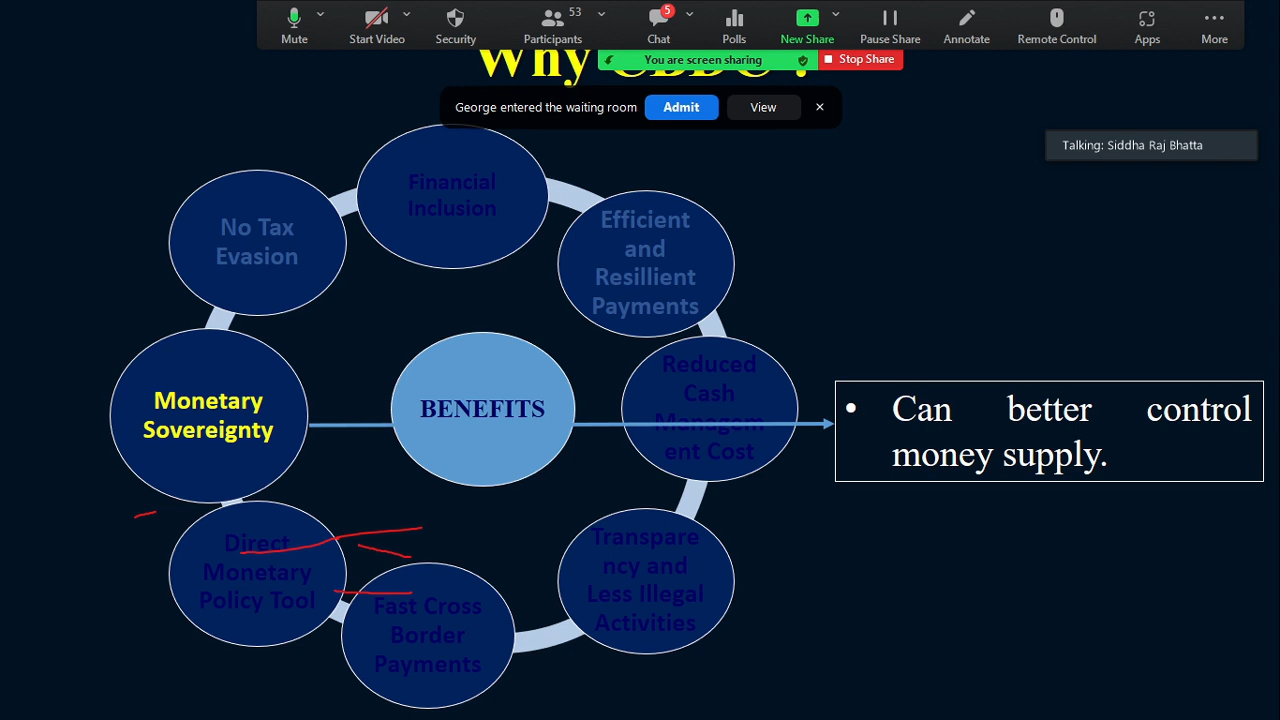 Mute
Start Video
Security
Participants
53
Chat
5
Polls
New Share
Pause Share
Annotate
Remote Control
Apps
More
Why CBDC ?
You are screen sharing
Stop Share
George entered the waiting room
Admit
View
Talking: Siddha Raj Bhatta
Financial
Inclusion
No Tax
Evasion
Efficient
and
Resillient
Payments
Monetary
Sovereignty
BENEFITS
Reduced
Cash
Managem
ent Cost
• Can better control
money supply.
Direct
Monetary
Policy Tool
Fast Cross
Border
Payments
Transpare
ncy and
Less Illegal
Activities